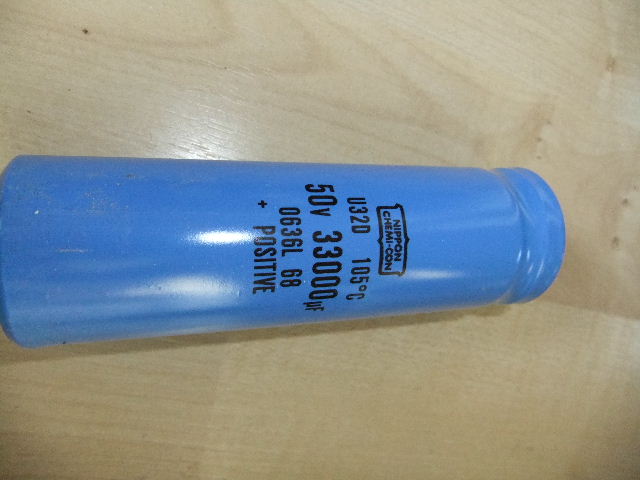 NIPPON
CHEMI-CON
U32D 105°C
50V 33000µF
0636L 68
+ POSITIVE